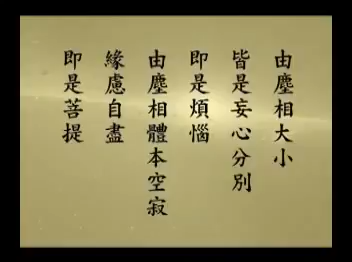 由塵相大小
皆是妄心分別
即是煩惱
由塵相體本空寂
緣慮自盡
即是菩提